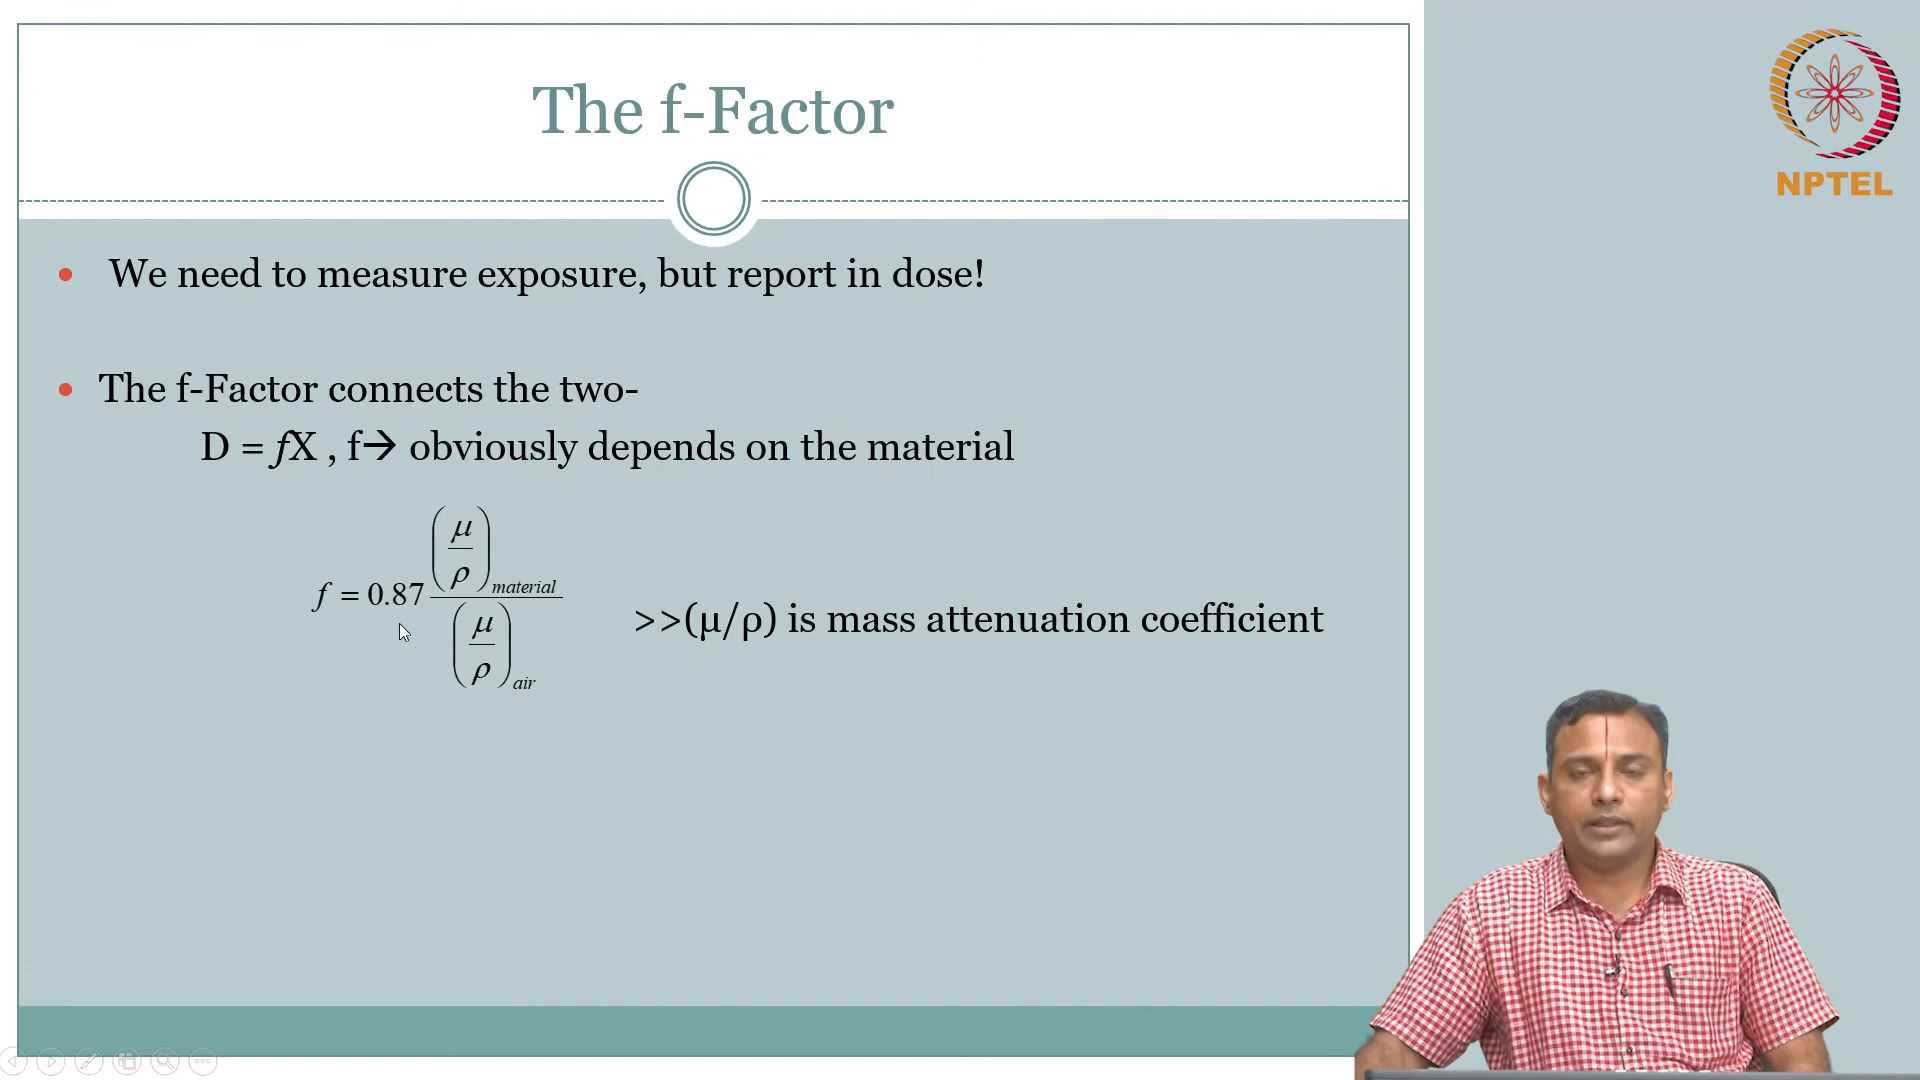 The f-Factor
NPTEL
• We need to measure exposure, but report in dose!
• The f-Factor connects the two-
D = fX , f→ obviously depends on the material
f = 0.87 (μ/ρ)material / (μ/ρ)air
>>(μ/ρ) is mass attenuation coefficient